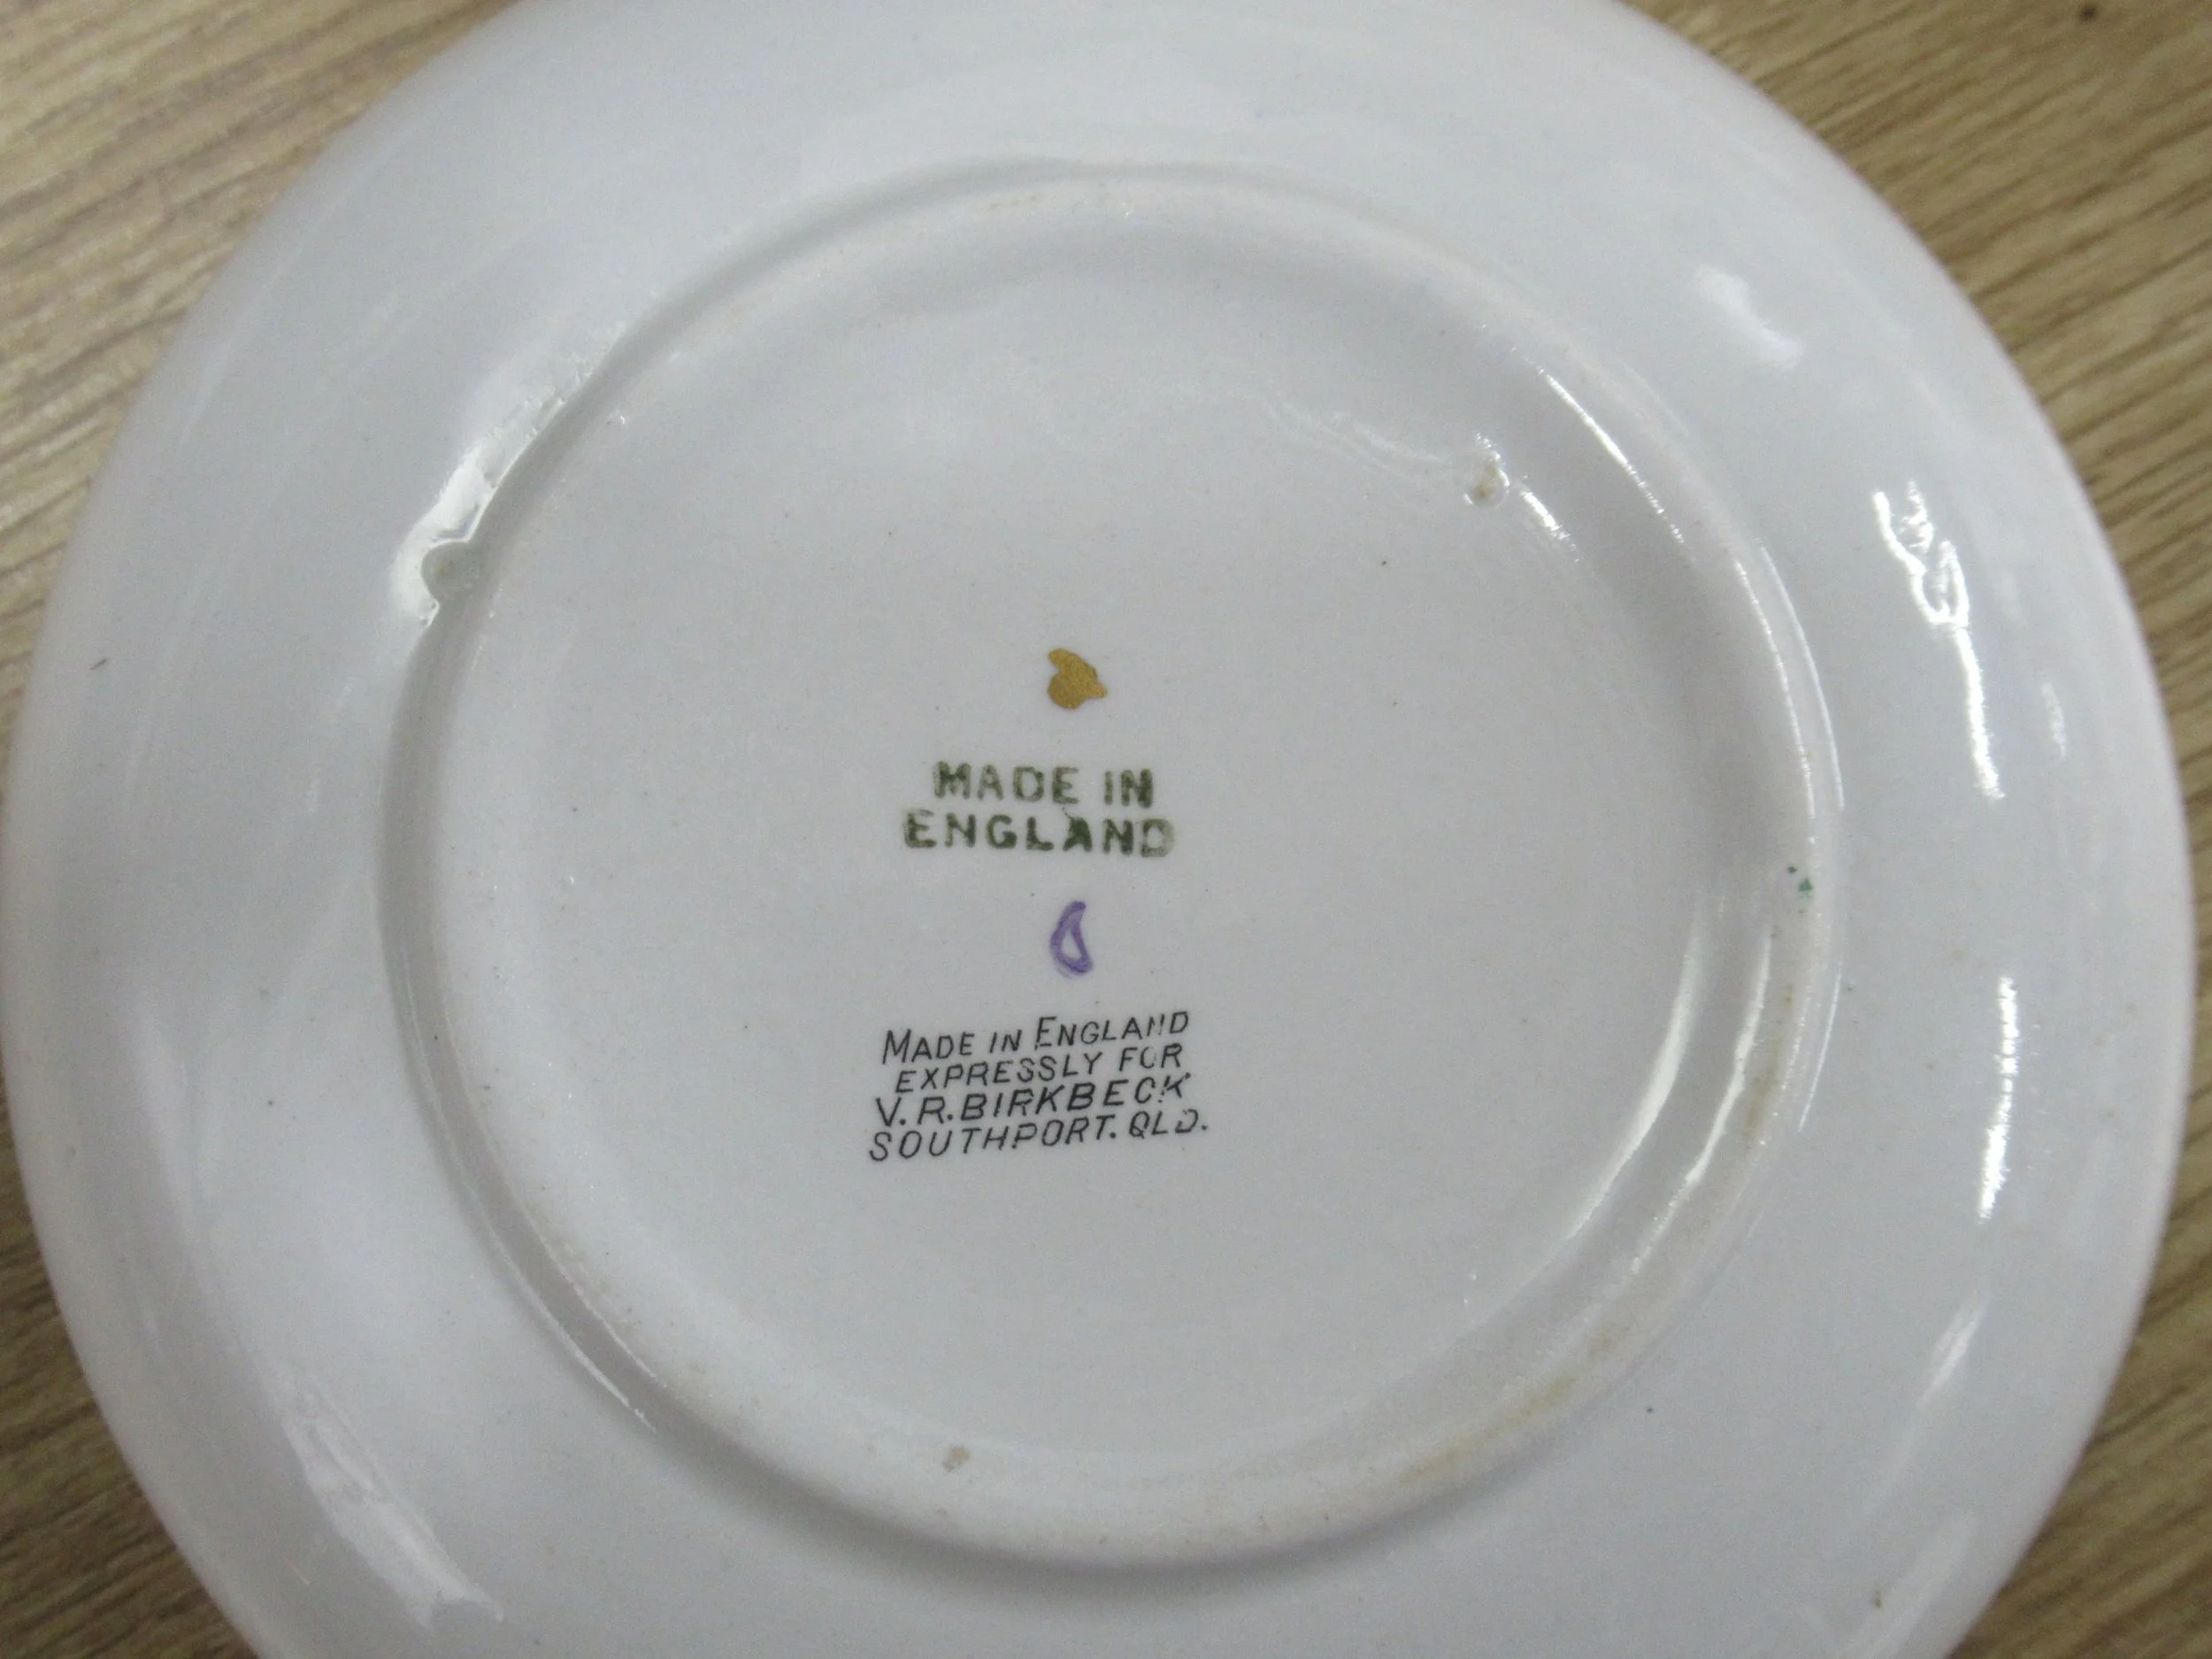 MADE IN
ENGLAND
MADE IN ENGLAND
EXPRESSLY FOR
V.R.BIRKBECK
SOUTHPORT. QLD.